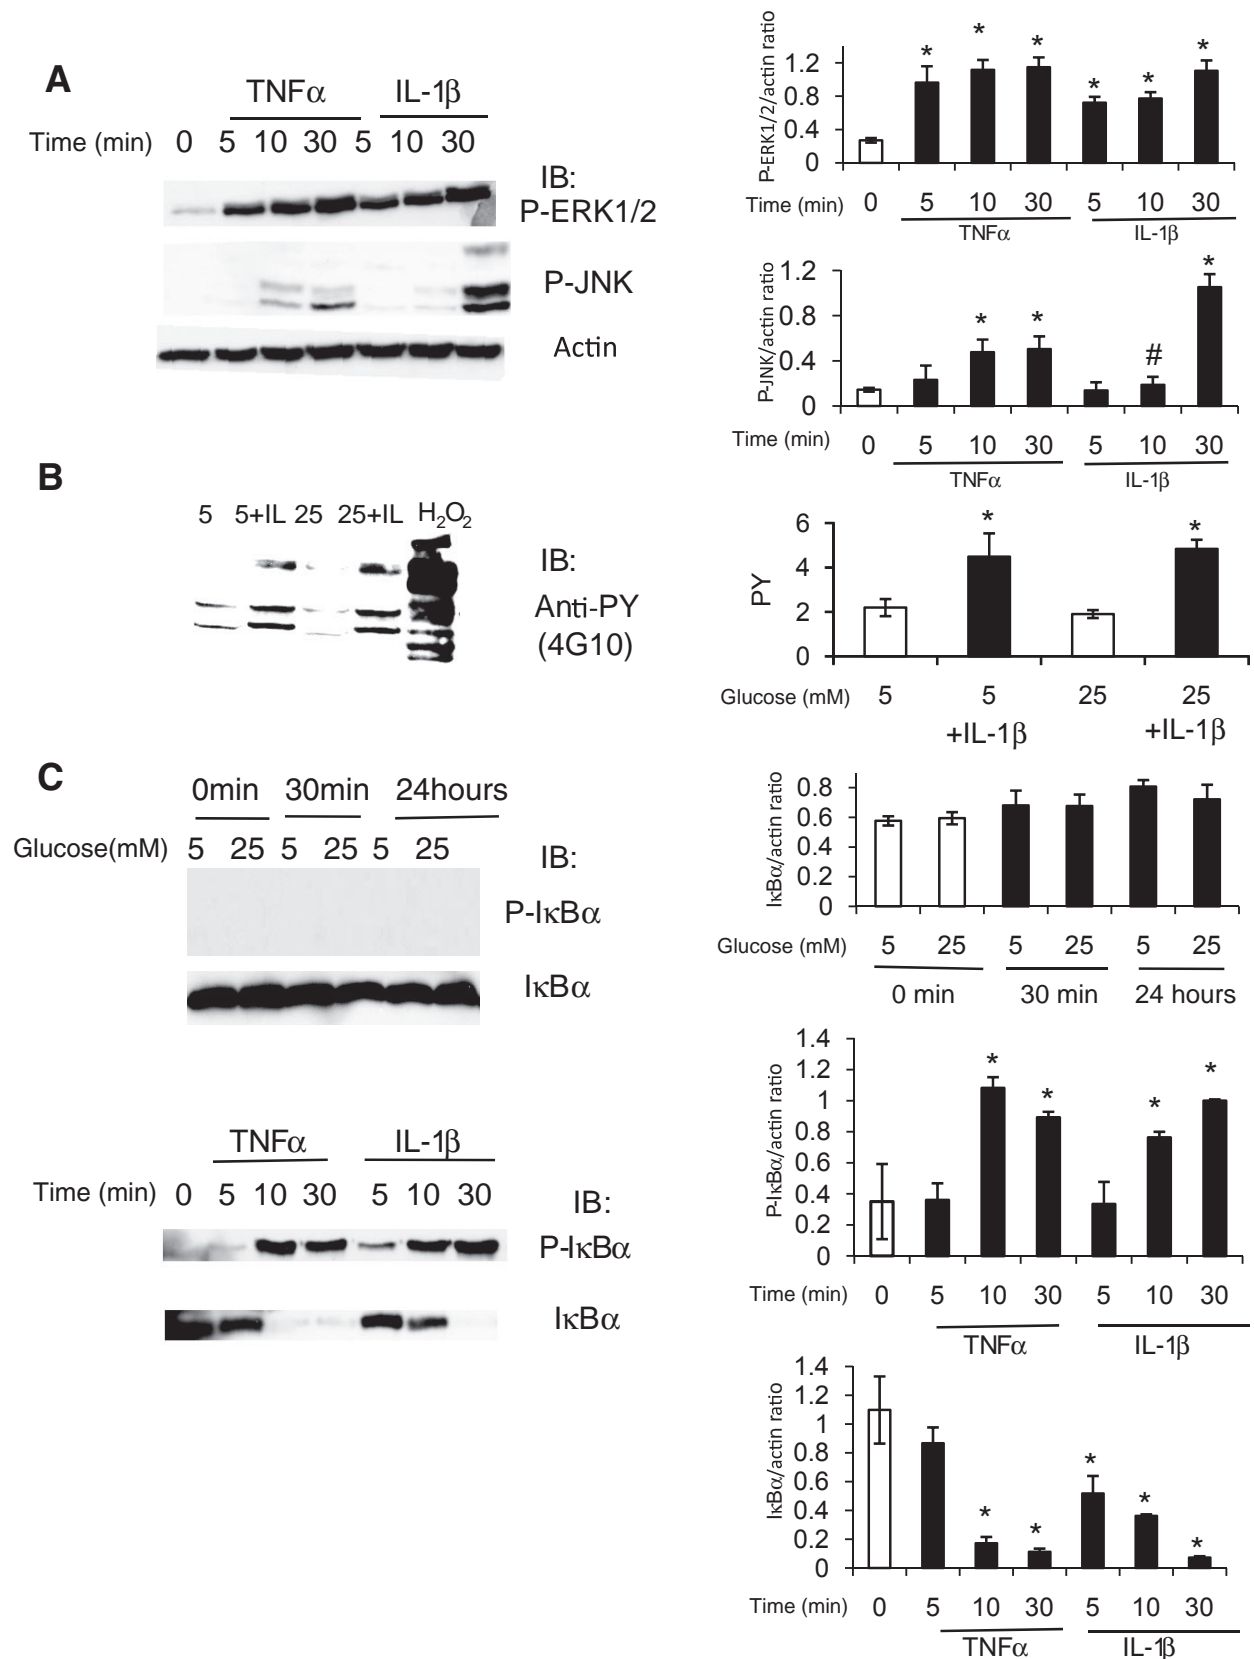 A
TNFα IL-1β
Time (min) 0 5 10 30 5 10 30
IB:
P-ERK1/2
P-JNK
Actin
P-ERK1/2/actin ratio
1.2
0.8
0.4
0
Time (min) 0 5 10 30 5 10 30
TNFα IL-1β
* * * * * *
P-JNK/actin ratio
1.2
0.8
0.4
0
* * # *
Time (min) 0 5 10 30 5 10 30
TNFα IL-1β
B
5 5+IL 25 25+IL H2O2
IB:
Anti-PY
(4G10)
PY
6
4
2
0
* *
Glucose (mM) 5 5 25 25
+IL-1β +IL-1β
C
0min 30min 24hours
Glucose(mM) 5 25 5 25 5 25
IB:
P-IκBα
IκBα
IκBα/actin ratio
0.8
0.6
0.4
0.2
0
Glucose (mM) 5 25 5 25 5 25
0 min 30 min 24 hours
TNFα IL-1β
Time (min) 0 5 10 30 5 10 30
IB:
P-IκBα
IκBα
P-IκBα/actin ratio
1.4
1.2
1
0.8
0.6
0.4
0.2
0
* * * *
Time (min) 0 5 10 30 5 10 30
TNFα IL-1β
IκBα/actin ratio
1.4
1.2
1
0.8
0.6
0.4
0.2
0
* * * * *
Time (min) 0 5 10 30 5 10 30
TNFα IL-1β